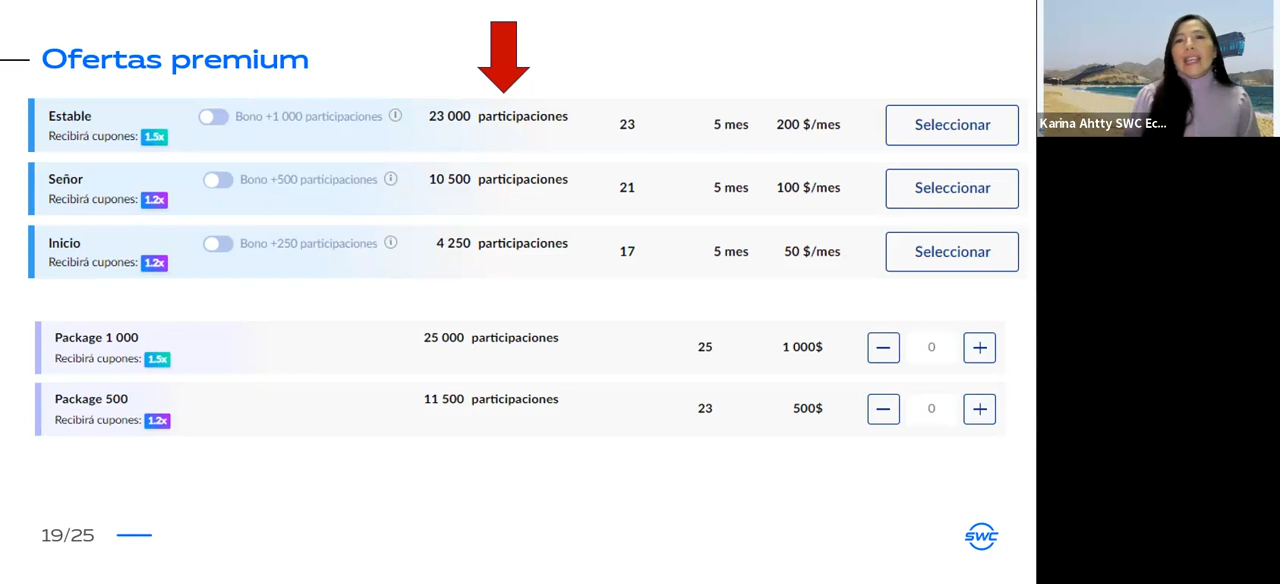 Ofertas premium
Estable Bono +1 000 participaciones 23 000 participaciones 23 5 mes 200 $/mes Seleccionar
Recibirá cupones: 1.5x
Señor Bono +500 participaciones 10 500 participaciones 21 5 mes 100 $/mes Seleccionar
Recibirá cupones: 1.2x
Inicio Bono +250 participaciones 4 250 participaciones 17 5 mes 50 $/mes Seleccionar
Recibirá cupones: 1.2x
Package 1 000 25 000 participaciones 25 1 000$ − 0 +
Recibirá cupones: 1.5x
Package 500 11 500 participaciones 23 500$ − 0 +
Recibirá cupones: 1.2x
19/25
SWC
Karina Ahtty SWC Ec...